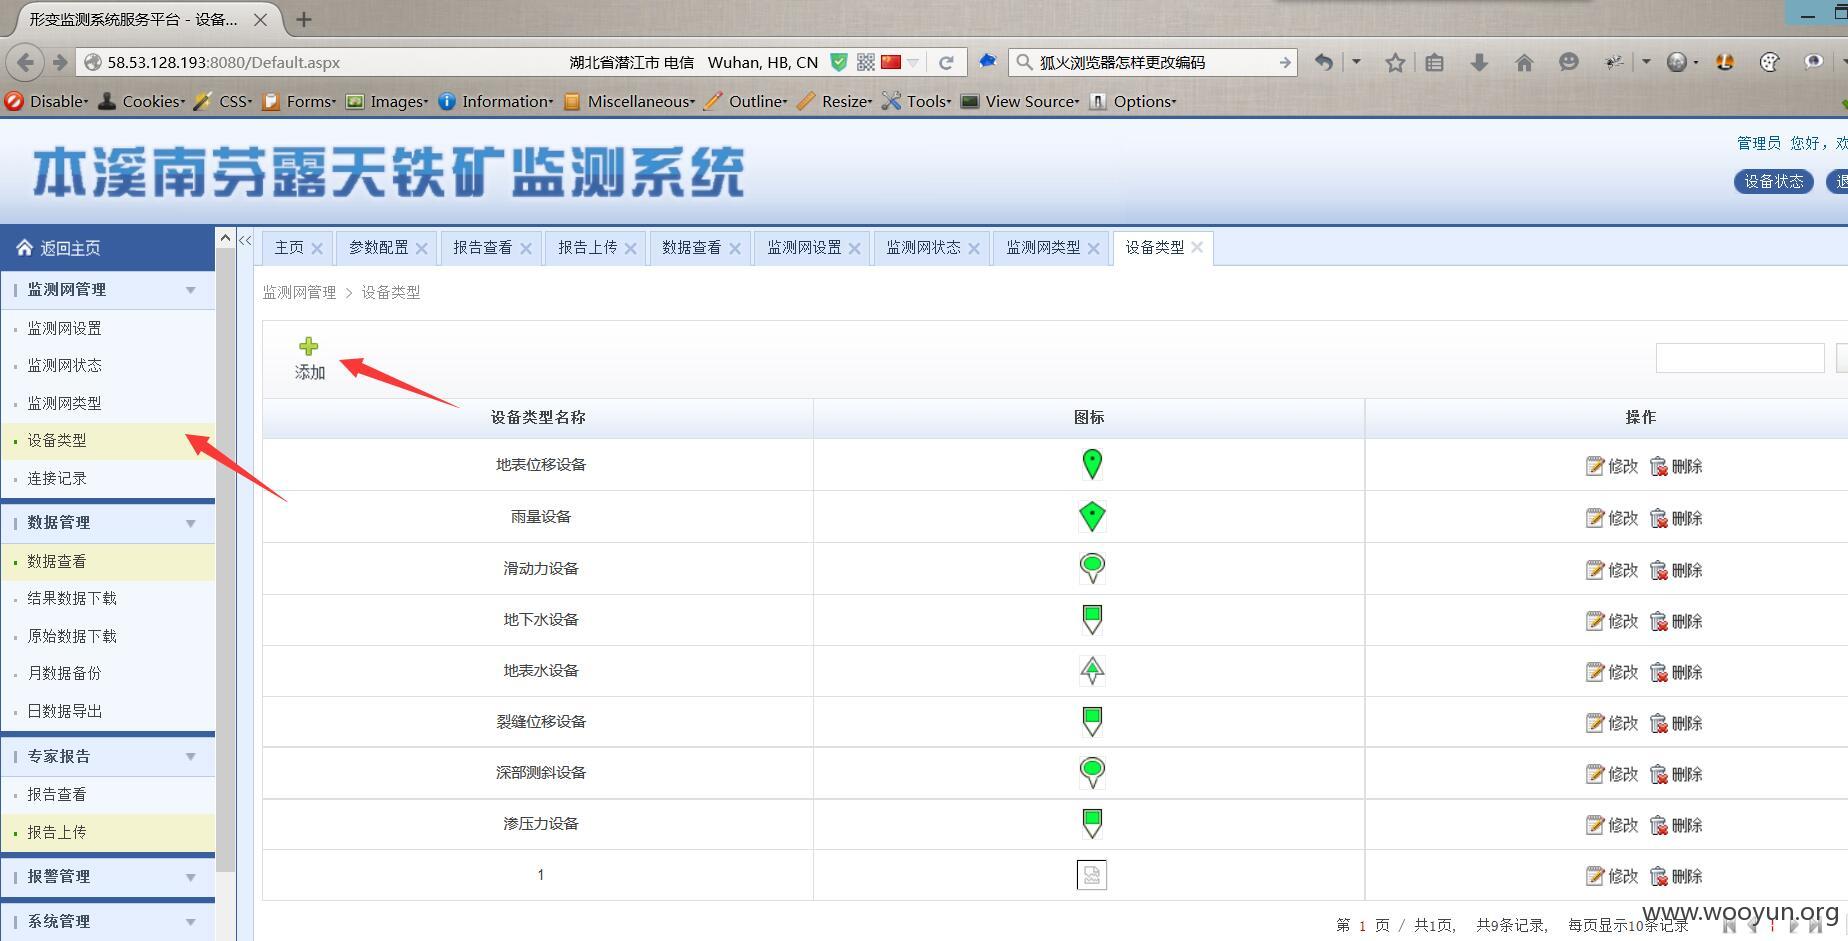 形变监测系统服务平台 - 设备...
58.53.128.193:8080/Default.aspx 湖北省潜江市 电信 Wuhan, HB, CN 狐火浏览器怎样更改编码
Disable Cookies CSS Forms Images Information Miscellaneous Outline Resize Tools View Source Options
管理员 您好，欢
本溪南芬露天铁矿监测系统
设备状态 退
返回主页
主页 参数配置 报告查看 报告上传 数据查看 监测网设置 监测网状态 监测网类型 设备类型
监测网管理
监测网设置
监测网状态
监测网类型
设备类型
连接记录
数据管理
数据查看
结果数据下载
原始数据下载
月数据备份
日数据导出
专家报告
报告查看
报告上传
报警管理
系统管理
监测网管理 > 设备类型
添加
设备类型名称 图标 操作
地表位移设备 修改 删除
雨量设备 修改 删除
滑动力设备 修改 删除
地下水设备 修改 删除
地表水设备 修改 删除
裂缝位移设备 修改 删除
深部测斜设备 修改 删除
渗压力设备 修改 删除
1 修改 删除
第 1 页 / 共1页, 共9条记录, 每页显示10条记录 1
www.wooyun.org